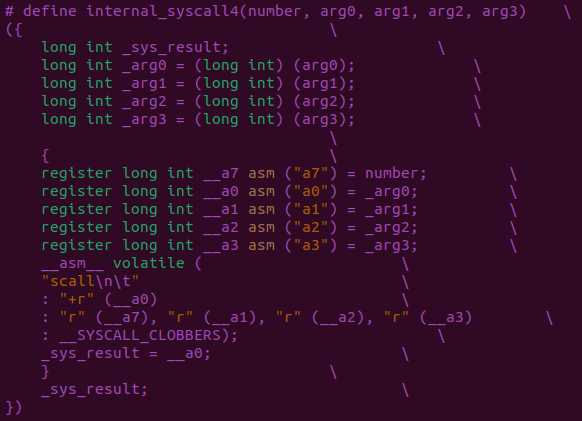 # define internal_syscall4(number, arg0, arg1, arg2, arg3)    \
({                                  \
    long int _sys_result;                       \
    long int _arg0 = (long int) (arg0);             \
    long int _arg1 = (long int) (arg1);             \
    long int _arg2 = (long int) (arg2);             \
    long int _arg3 = (long int) (arg3);             \
                                    \
    {                               \
    register long int __a7 asm ("a7") = number;         \
    register long int __a0 asm ("a0") = _arg0;          \
    register long int __a1 asm ("a1") = _arg1;          \
    register long int __a2 asm ("a2") = _arg2;          \
    register long int __a3 asm ("a3") = _arg3;          \
    __asm__ volatile (                      \
    "scall\n\t"                             \
    : "+r" (__a0)                           \
    : "r" (__a7), "r" (__a1), "r" (__a2), "r" (__a3)        \
    : __SYSCALL_CLOBBERS);                      \
    _sys_result = __a0;                     \
    }                               \
    _sys_result;                            \
})